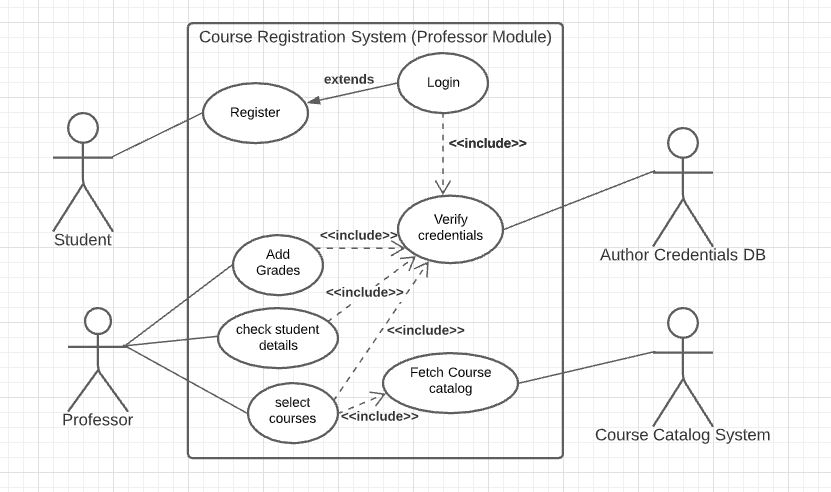 Course Registration System (Professor Module)
extends
Login
Register
<<include>>
Student
Verify
credentials
Author Credentials DB
<<include>>
Add
Grades
<<include>>
check student
details
<<include>>
Professor
select
courses
Fetch Course
catalog
<<include>>
Course Catalog System